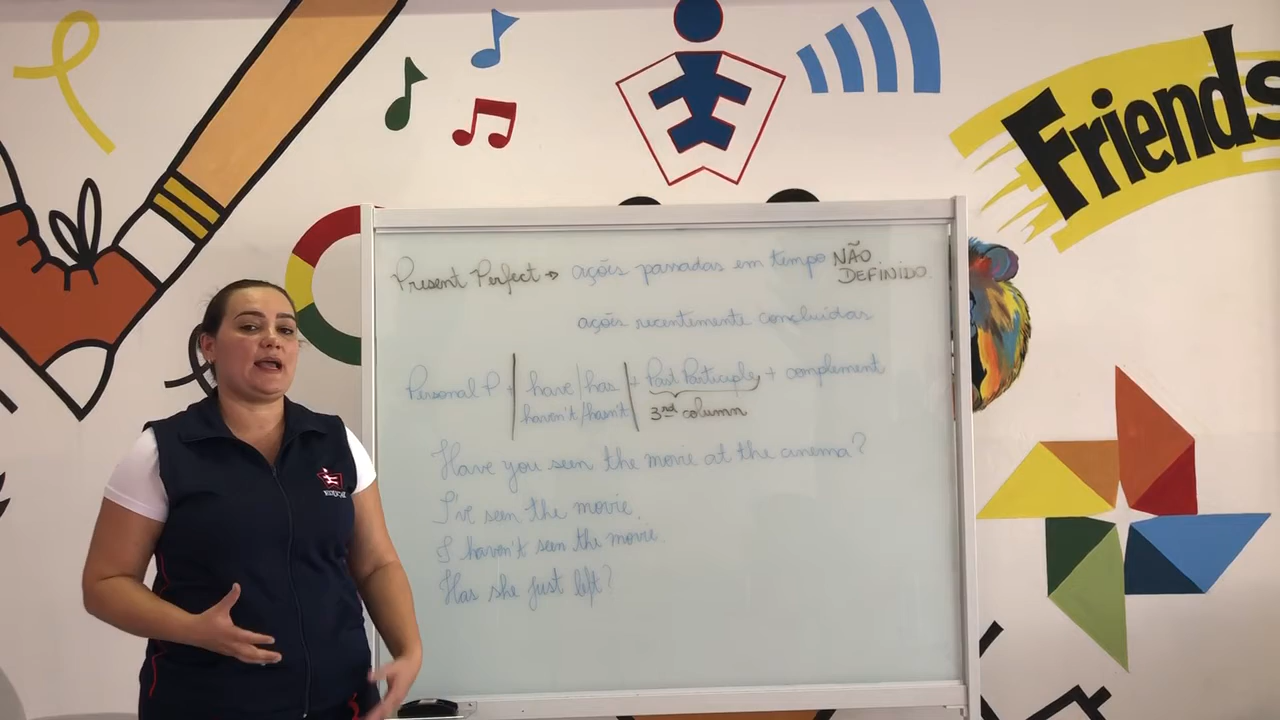 Friends
Present Perfect → ações passadas em tempo NÃO DEFINIDO.
ações recentemente concluídas
Personal P + | have/has | + Past Participle + complement
haven't/hasn't | 3rd column
Have you seen the movie at the cinema?
I've seen the movie.
I haven't seen the movie.
Has she just left?